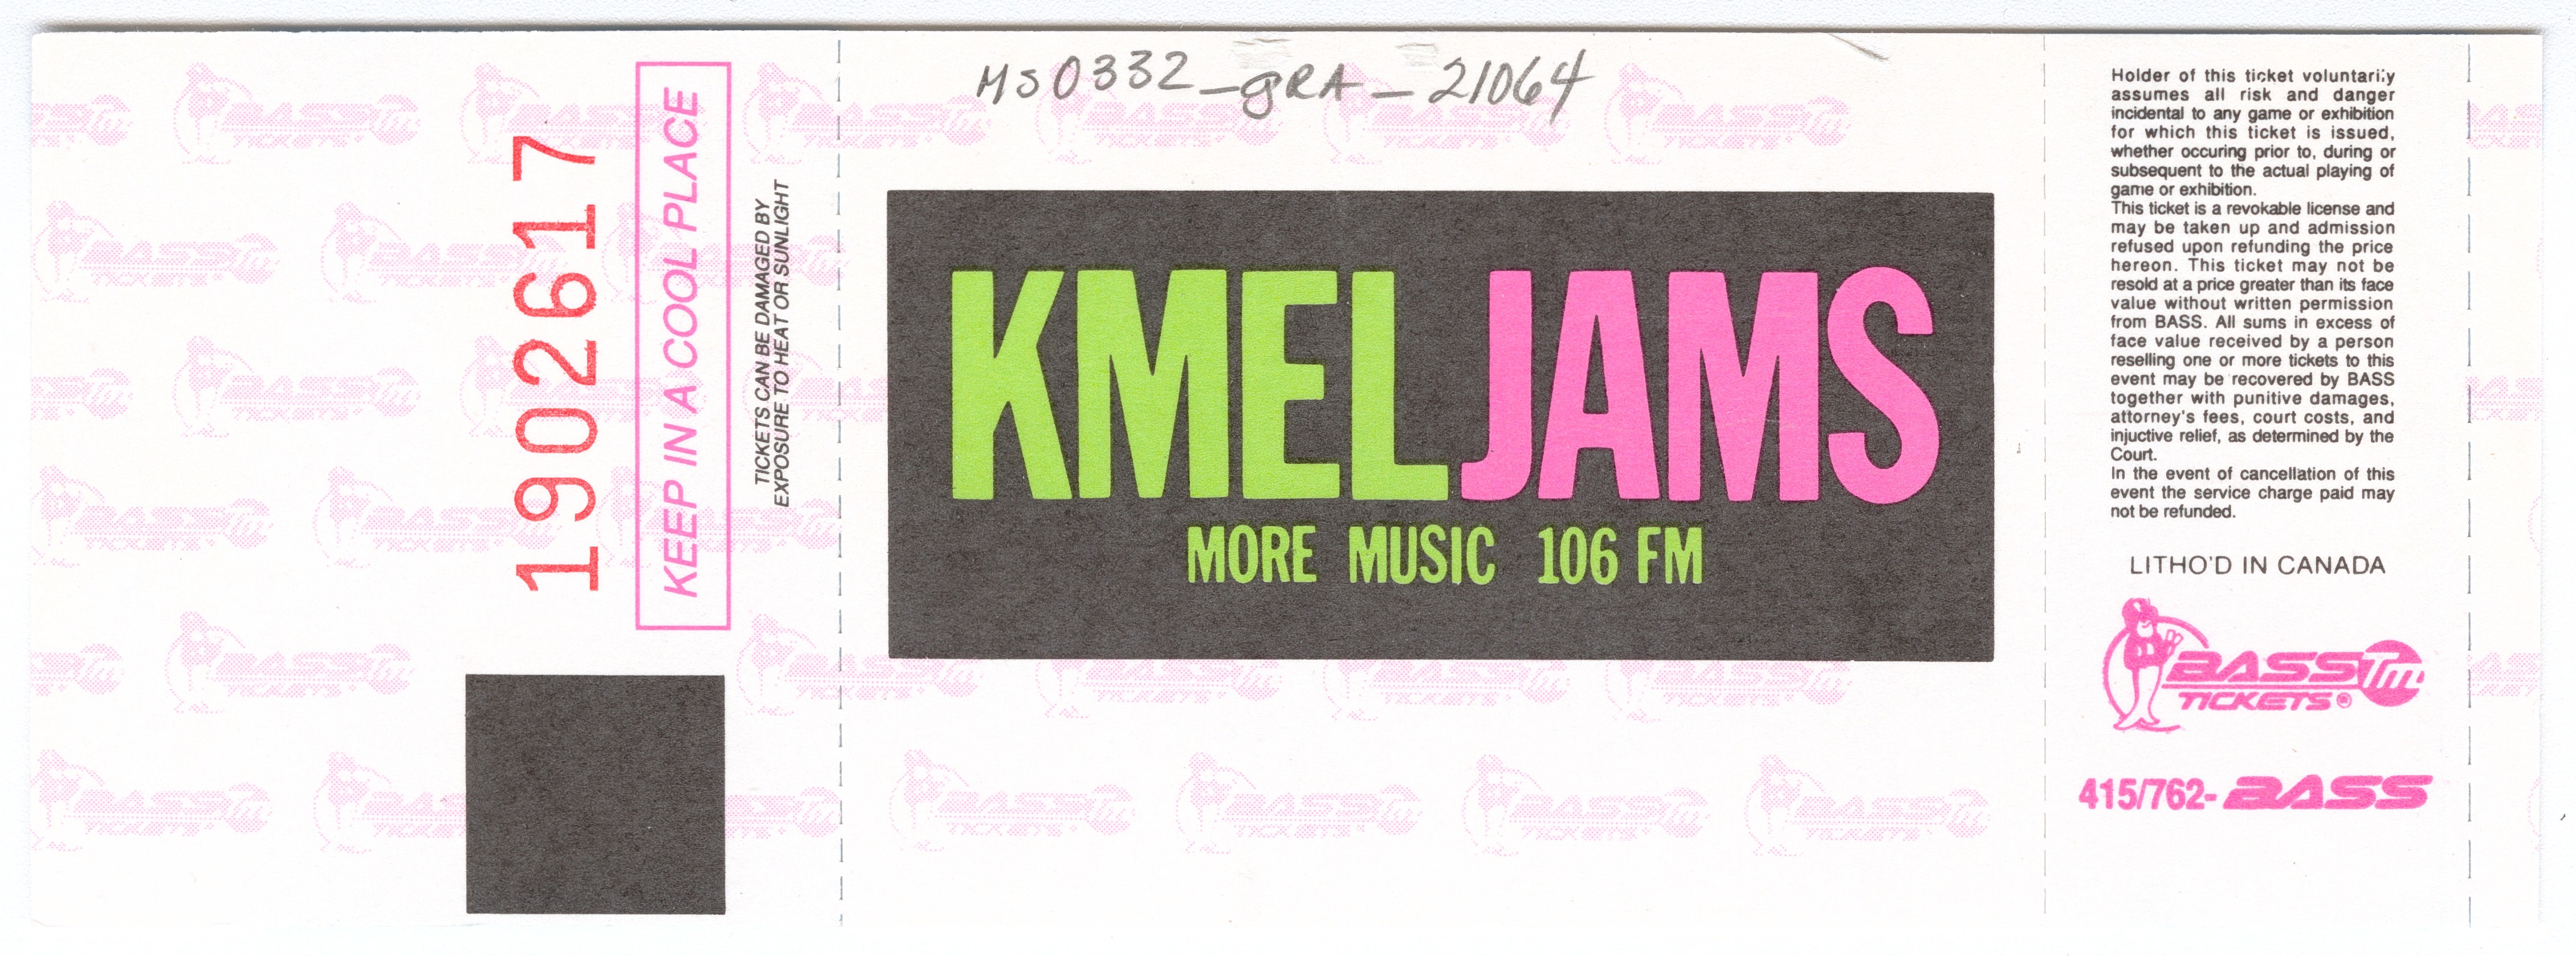 MS0332_gRA_21064
1902617
KEEP IN A COOL PLACE
TICKETS CAN BE DAMAGED BY
EXPOSURE TO HEAT OR SUNLIGHT
KMELJAMS
MORE MUSIC 106 FM
Holder of this ticket voluntarily
assumes all risk and danger
incidental to any game or exhibition
for which this ticket is issued,
whether occuring prior to, during or
subsequent to the actual playing of
game or exhibition.
This ticket is a revokable license and
may be taken up and admission
refused upon refunding the price
hereon. This ticket may not be
resold at a price greater than its face
value without written permission
from BASS. All sums in excess of
face value received by a person
reselling one or more tickets to this
event may be recovered by BASS
together with punitive damages,
attorney's fees, court costs, and
injuctive relief, as determined by the
Court.
In the event of cancellation of this
event the service charge paid may
not be refunded.
LITHO'D IN CANADA
BASS Tm
TICKETS®
415/762-BASS